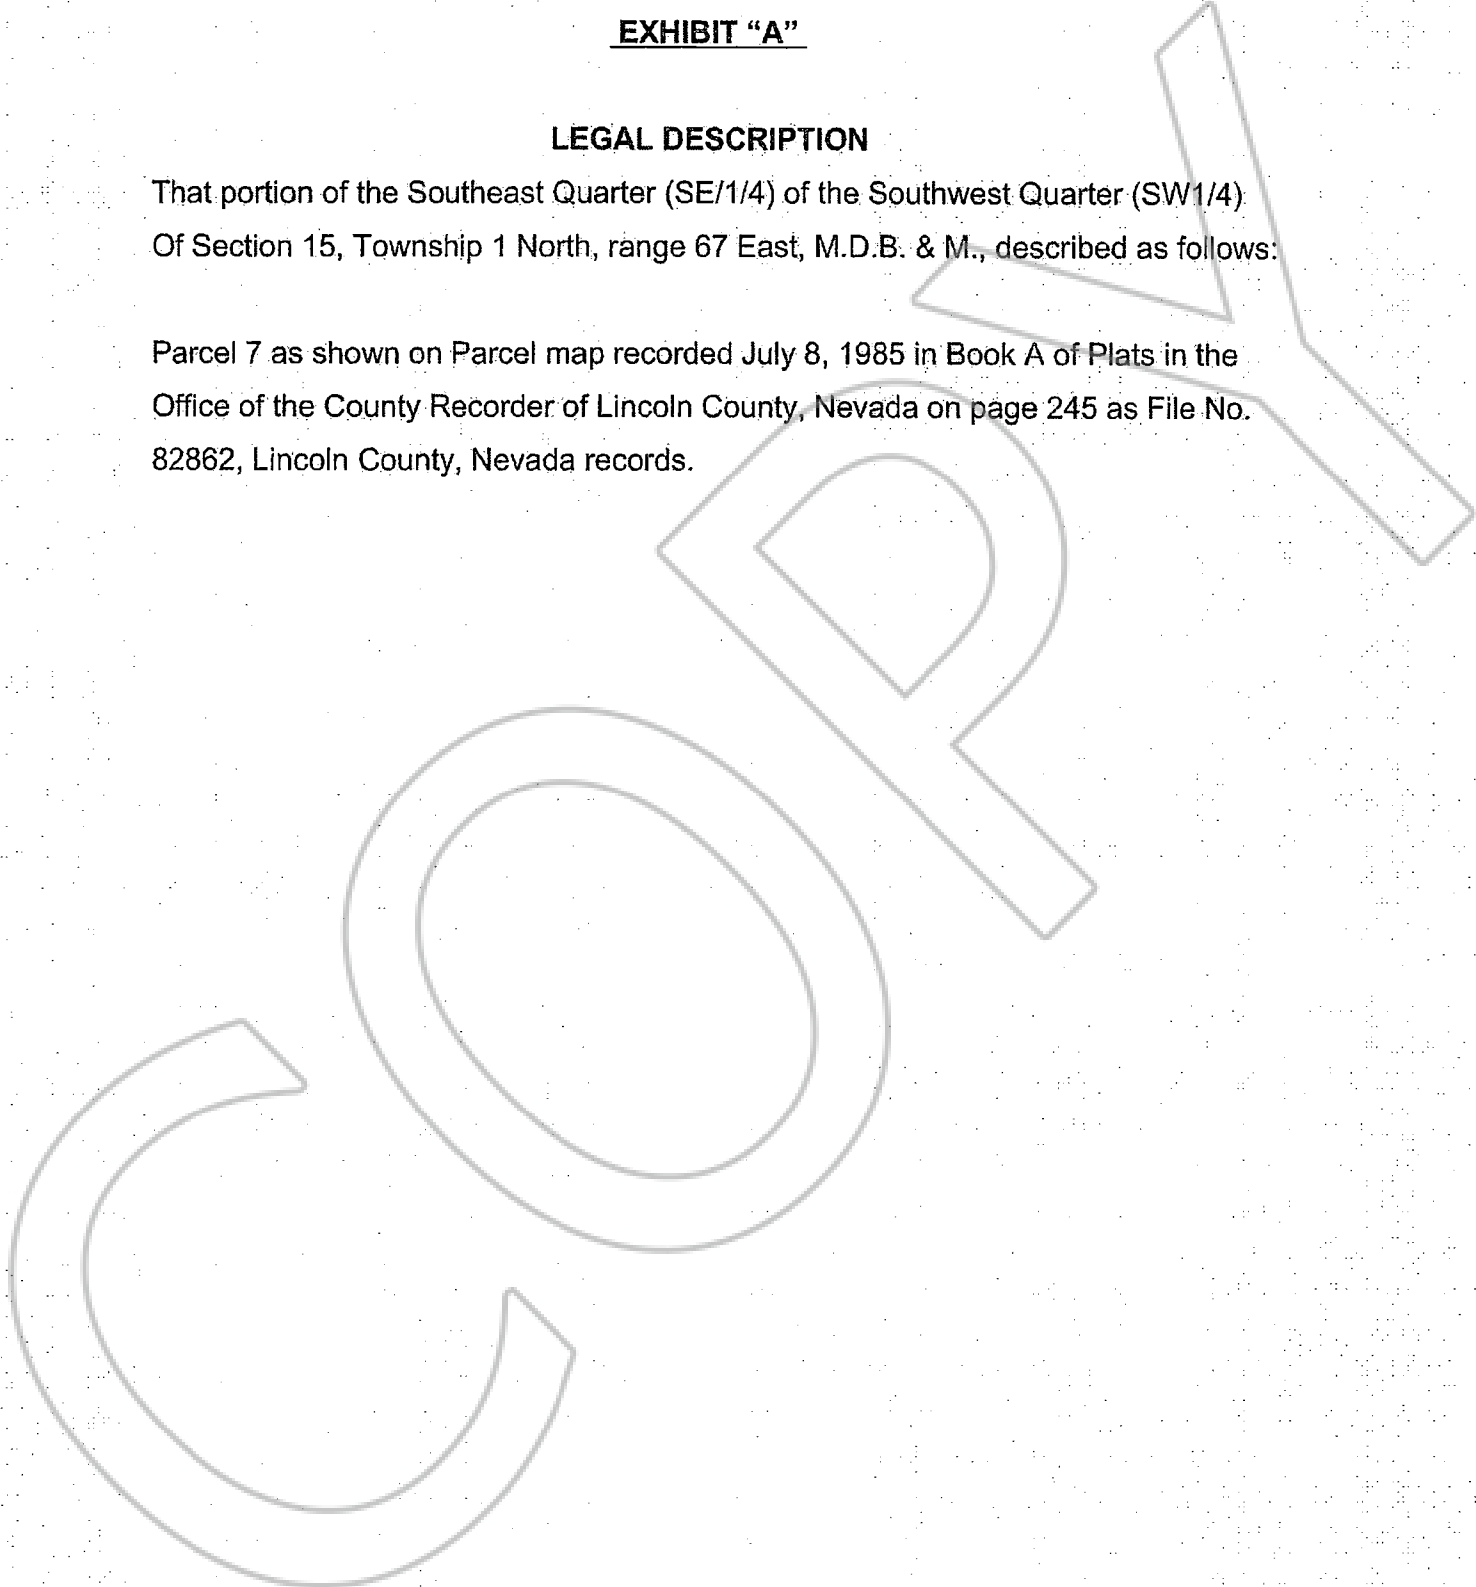 EXHIBIT “A”
LEGAL DESCRIPTION
That portion of the Southeast Quarter (SE/1/4) of the Southwest Quarter (SW1/4)
Of Section 15, Township 1 North, range 67 East, M.D.B. & M., described as follows:
Parcel 7 as shown on Parcel map recorded July 8, 1985 in Book A of Plats in the
Office of the County Recorder of Lincoln County, Nevada on page 245 as File No.
82862, Lincoln County, Nevada records.
COPY